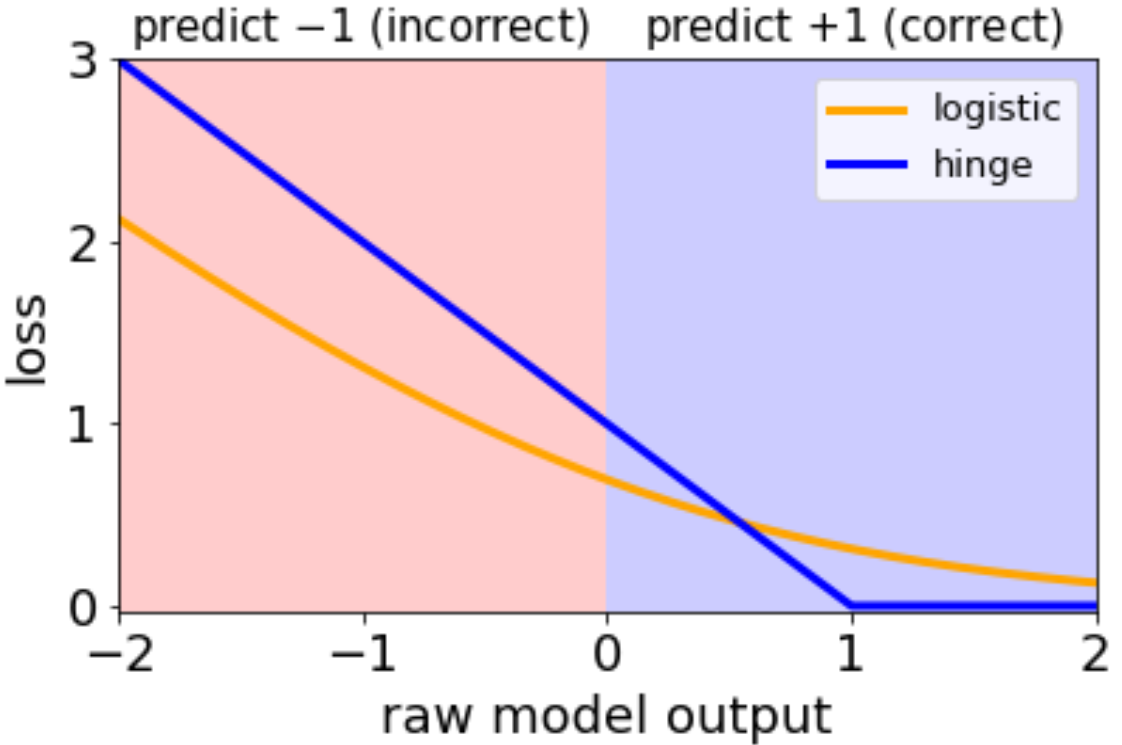 predict −1 (incorrect) predict +1 (correct)
3
2
1
0
loss
logistic
hinge
−2 −1 0 1 2
raw model output